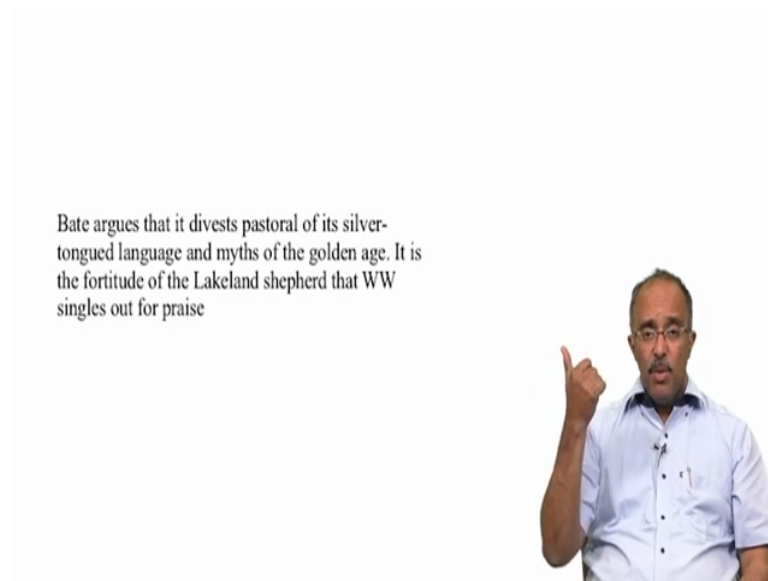 Bate argues that it divests pastoral of its silver-
tongued language and myths of the golden age. It is
the fortitude of the Lakeland shepherd that WW
singles out for praise